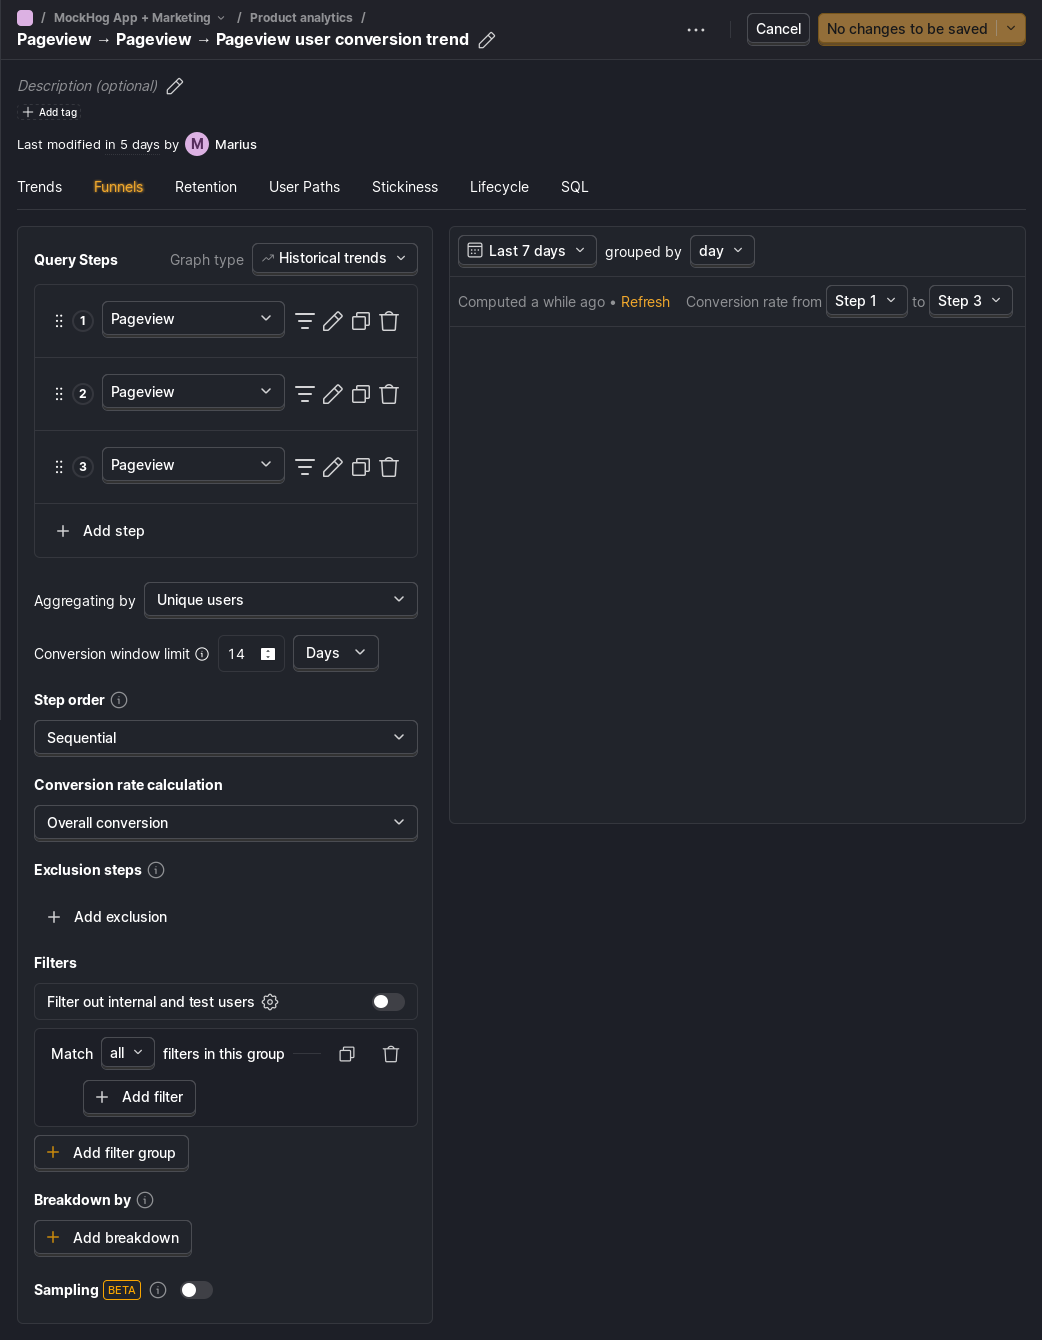 / MockHog App + Marketing / Product analytics /
Pageview → Pageview → Pageview user conversion trend
Cancel
No changes to be saved
Description (optional)
Add tag
Last modified in 5 days by M Marius
Trends Funnels Retention User Paths Stickiness Lifecycle SQL
Query Steps Graph type Historical trends
1 Pageview
2 Pageview
3 Pageview
Add step
Aggregating by Unique users
Conversion window limit 14 Days
Step order
Sequential
Conversion rate calculation
Overall conversion
Exclusion steps
Add exclusion
Filters
Filter out internal and test users
Match all filters in this group
Add filter
Add filter group
Breakdown by
Add breakdown
Sampling BETA
Last 7 days grouped by day
Computed a while ago • Refresh Conversion rate from Step 1 to Step 3